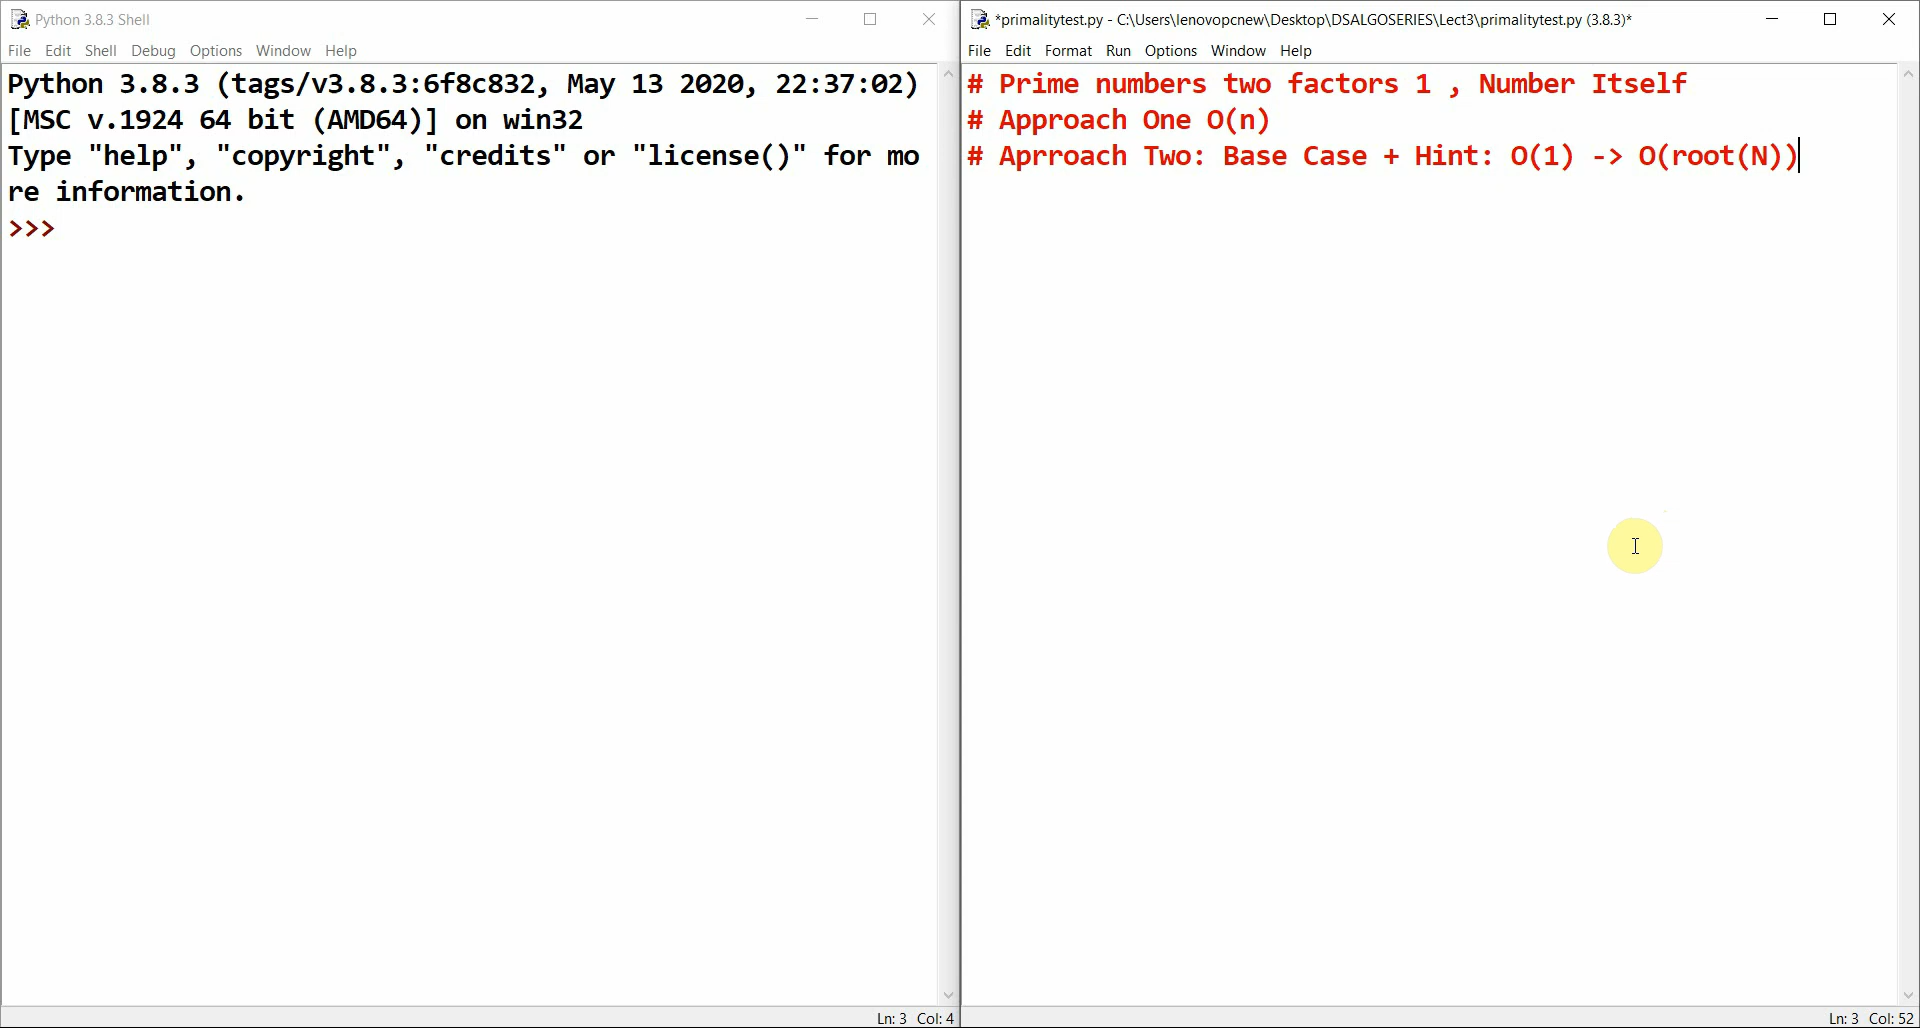 Python 3.8.3 Shell
File Edit Shell Debug Options Window Help
Python 3.8.3 (tags/v3.8.3:6f8c832, May 13 2020, 22:37:02)
[MSC v.1924 64 bit (AMD64)] on win32
Type "help", "copyright", "credits" or "license()" for mo
re information.
>>>
Ln: 3 Col: 4
*primalitytest.py - C:\Users\lenovopcnew\Desktop\DSALGOSERIES\Lect3\primalitytest.py (3.8.3)*
File Edit Format Run Options Window Help
# Prime numbers two factors 1 , Number Itself
# Approach One O(n)
# Aprroach Two: Base Case + Hint: O(1) -> O(root(N))
Ln: 3 Col: 52